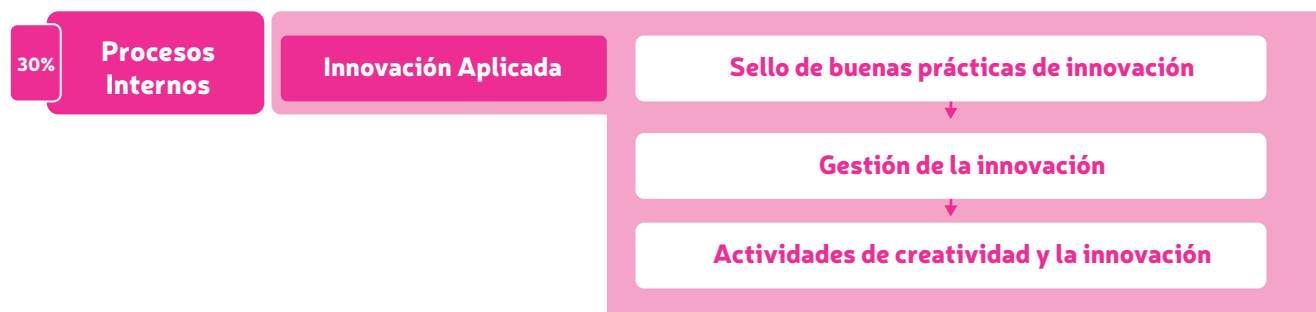 30%
Procesos
Internos
Innovación Aplicada
Sello de buenas prácticas de innovación
Gestión de la innovación
Actividades de creatividad y la innovación